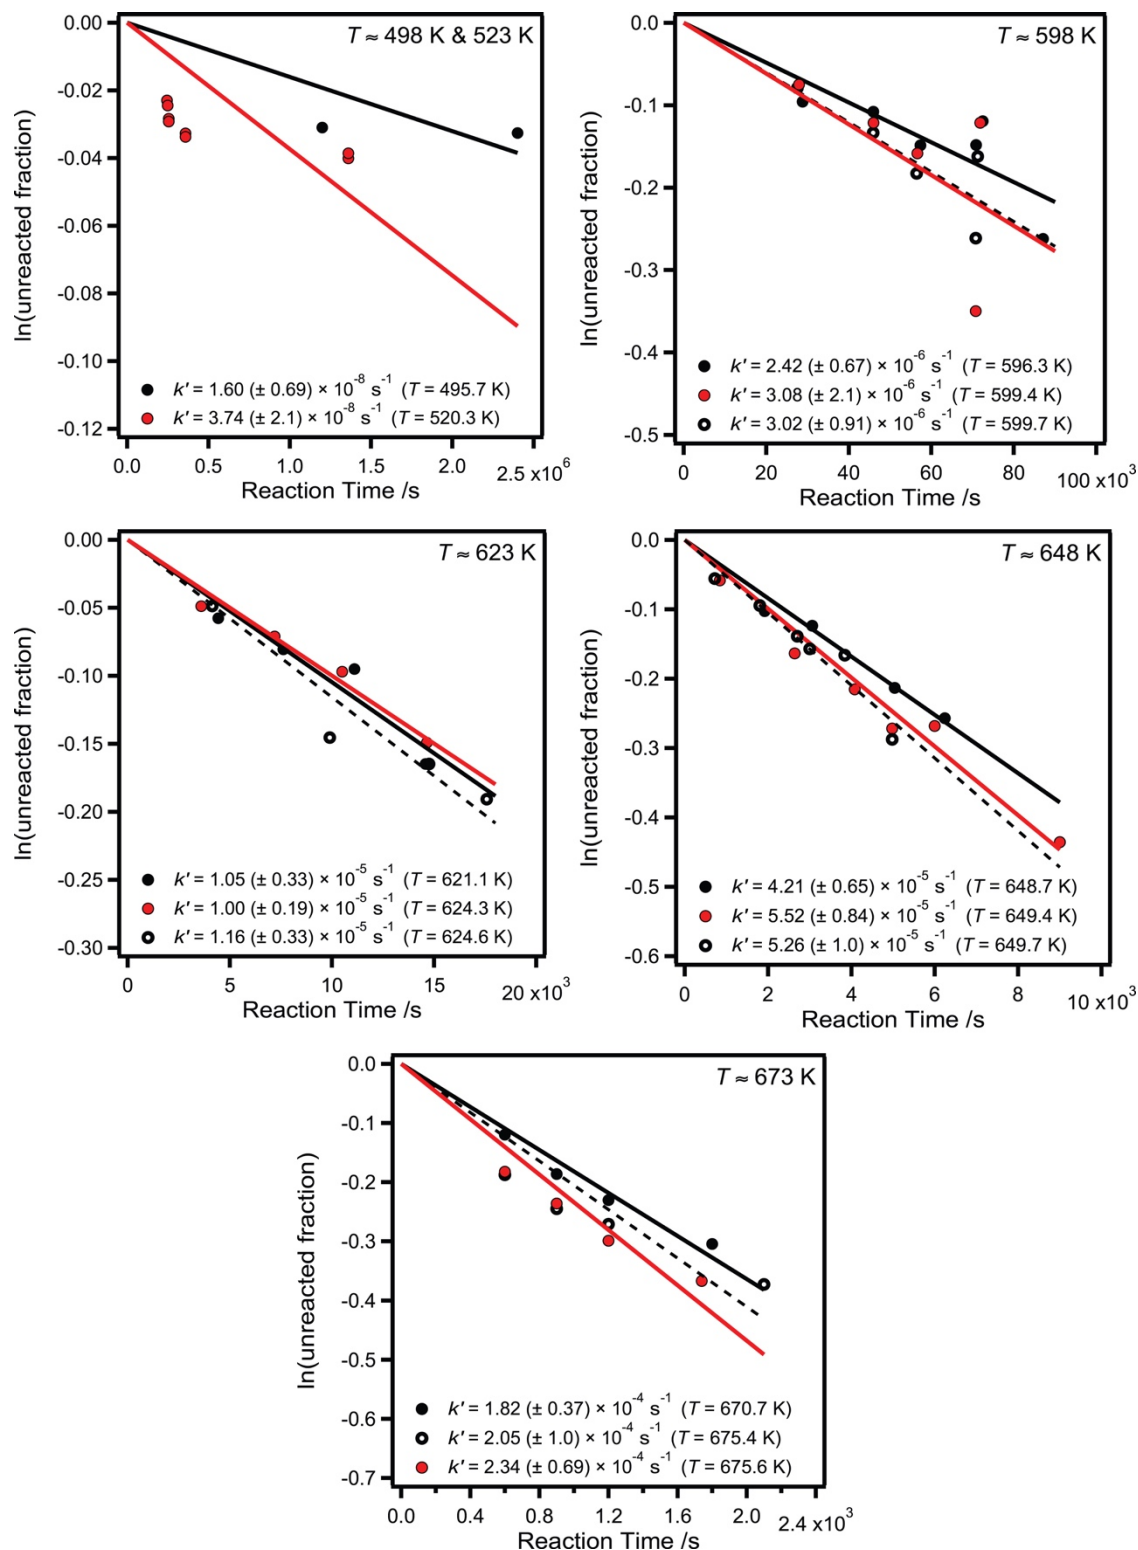 T ≈ 498 K & 523 K
ln(unreacted fraction)
0.00
-0.02
-0.04
-0.06
-0.08
-0.10
-0.12
k′ = 1.60 (± 0.69) × 10⁻⁸ s⁻¹ (T = 495.7 K)
k′ = 3.74 (± 2.1) × 10⁻⁸ s⁻¹ (T = 520.3 K)
0.0 0.5 1.0 1.5 2.0 2.5 x10⁶
Reaction Time /s
T ≈ 598 K
ln(unreacted fraction)
0.0
-0.1
-0.2
-0.3
-0.4
-0.5
k′ = 2.42 (± 0.67) × 10⁻⁶ s⁻¹ (T = 596.3 K)
k′ = 3.08 (± 2.1) × 10⁻⁶ s⁻¹ (T = 599.4 K)
k′ = 3.02 (± 0.91) × 10⁻⁶ s⁻¹ (T = 599.7 K)
0 20 40 60 80 100 x10³
Reaction Time /s
T ≈ 623 K
ln(unreacted fraction)
0.00
-0.05
-0.10
-0.15
-0.20
-0.25
-0.30
k′ = 1.05 (± 0.33) × 10⁻⁵ s⁻¹ (T = 621.1 K)
k′ = 1.00 (± 0.19) × 10⁻⁵ s⁻¹ (T = 624.3 K)
k′ = 1.16 (± 0.33) × 10⁻⁵ s⁻¹ (T = 624.6 K)
0 5 10 15 20 x10³
Reaction Time /s
T ≈ 648 K
ln(unreacted fraction)
0.0
-0.1
-0.2
-0.3
-0.4
-0.5
-0.6
k′ = 4.21 (± 0.65) × 10⁻⁵ s⁻¹ (T = 648.7 K)
k′ = 5.52 (± 0.84) × 10⁻⁵ s⁻¹ (T = 649.4 K)
k′ = 5.26 (± 1.0) × 10⁻⁵ s⁻¹ (T = 649.7 K)
0 2 4 6 8 10 x10³
Reaction Time /s
T ≈ 673 K
ln(unreacted fraction)
0.0
-0.1
-0.2
-0.3
-0.4
-0.5
-0.6
-0.7
k′ = 1.82 (± 0.37) × 10⁻⁴ s⁻¹ (T = 670.7 K)
k′ = 2.05 (± 1.0) × 10⁻⁴ s⁻¹ (T = 675.4 K)
k′ = 2.34 (± 0.69) × 10⁻⁴ s⁻¹ (T = 675.6 K)
0.0 0.4 0.8 1.2 1.6 2.0 2.4 x10³
Reaction Time /s